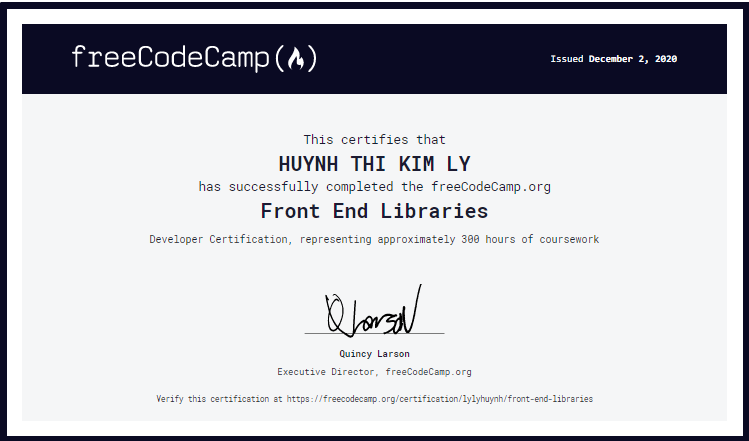 freeCodeCamp(🔥)
Issued December 2, 2020
This certifies that
HUYNH THI KIM LY
has successfully completed the freeCodeCamp.org
Front End Libraries
Developer Certification, representing approximately 300 hours of coursework
Q Larson
Quincy Larson
Executive Director, freeCodeCamp.org
Verify this certification at https://freecodecamp.org/certification/lylyhuynh/front-end-libraries